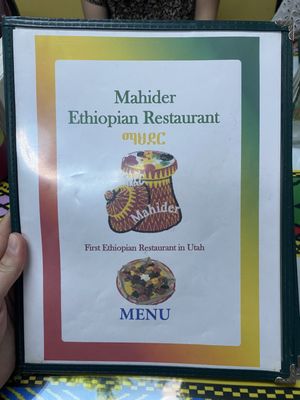 Mahider
Ethiopian Restaurant
ማህደር
Mahider
First Ethiopian Restaurant in Utah
MENU